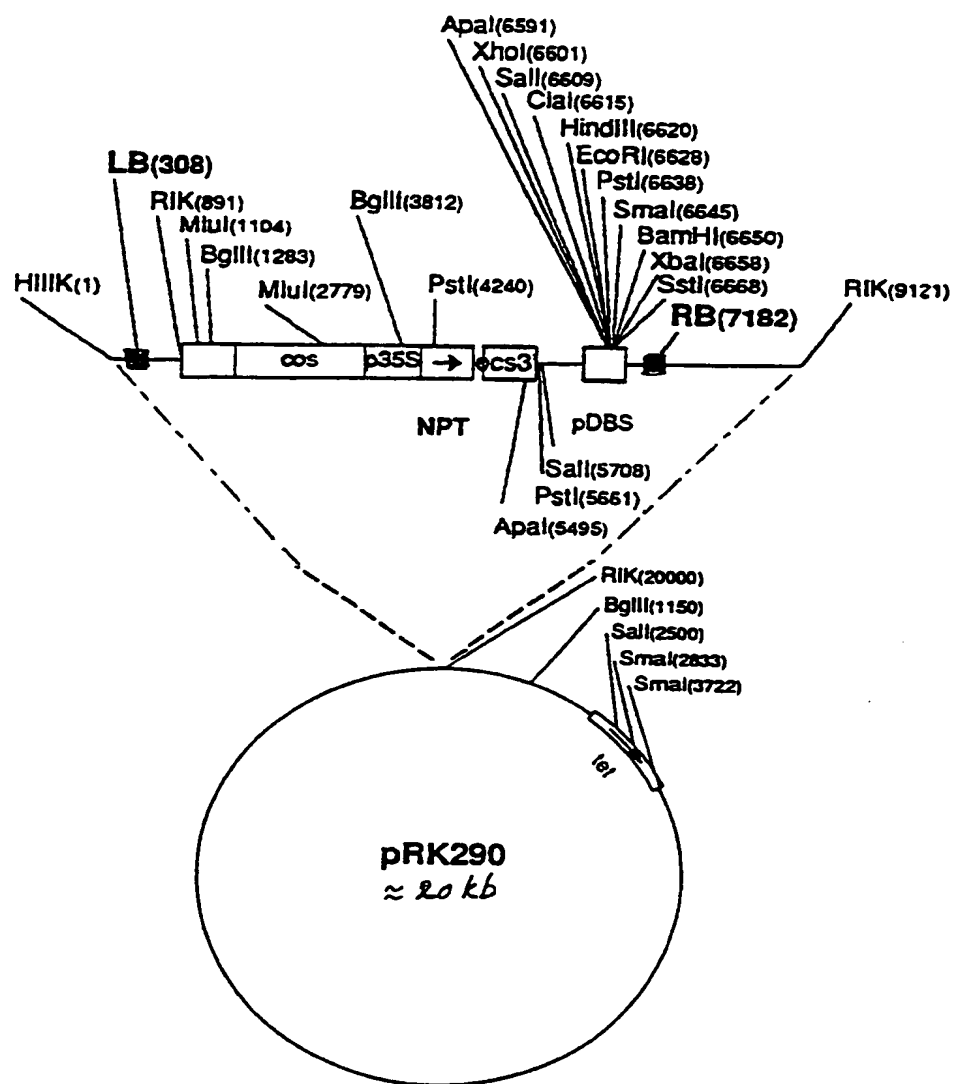 ApaI(6591)
XhoI(6601)
SalI(6609)
ClaI(6615)
HindIII(6620)
EcoRI(6628)
PstI(6638)
SmaI(6645)
BamHI(6650)
XbaI(6658)
SstI(6668)
LB(308)
RIK(891)
MluI(1104)
BglII(1283)
MluI(2779)
BglII(3812)
PstI(4240)
HIIIK(1)
RB(7182)
RIK(9121)
cos
p35S
cs3
NPT
pDBS
SalI(5708)
PstI(5661)
ApaI(5495)
RIK(20000)
BglII(1150)
SalI(2500)
SmaI(2833)
SmaI(3722)
tet
pRK290
≈ 20 kb